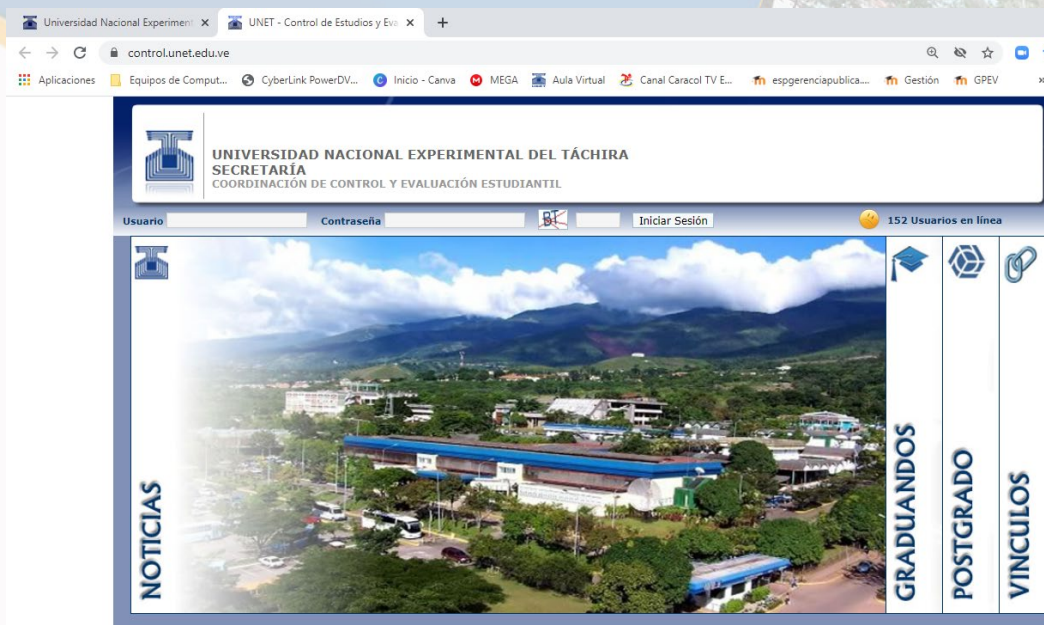 Universidad Nacional Experiment
UNET - Control de Estudios y Eva
control.unet.edu.ve
Aplicaciones
Equipos de Comput...
CyberLink PowerDV...
Inicio - Canva
MEGA
Aula Virtual
Canal Caracol TV E...
espgerenciapublica....
Gestión
GPEV
UNIVERSIDAD NACIONAL EXPERIMENTAL DEL TÁCHIRA
SECRETARÍA
COORDINACIÓN DE CONTROL Y EVALUACIÓN ESTUDIANTIL
Usuario
Contraseña
BT
Iniciar Sesión
152 Usuarios en línea
NOTICIAS
GRADUANDOS
POSTGRADO
VINCULOS